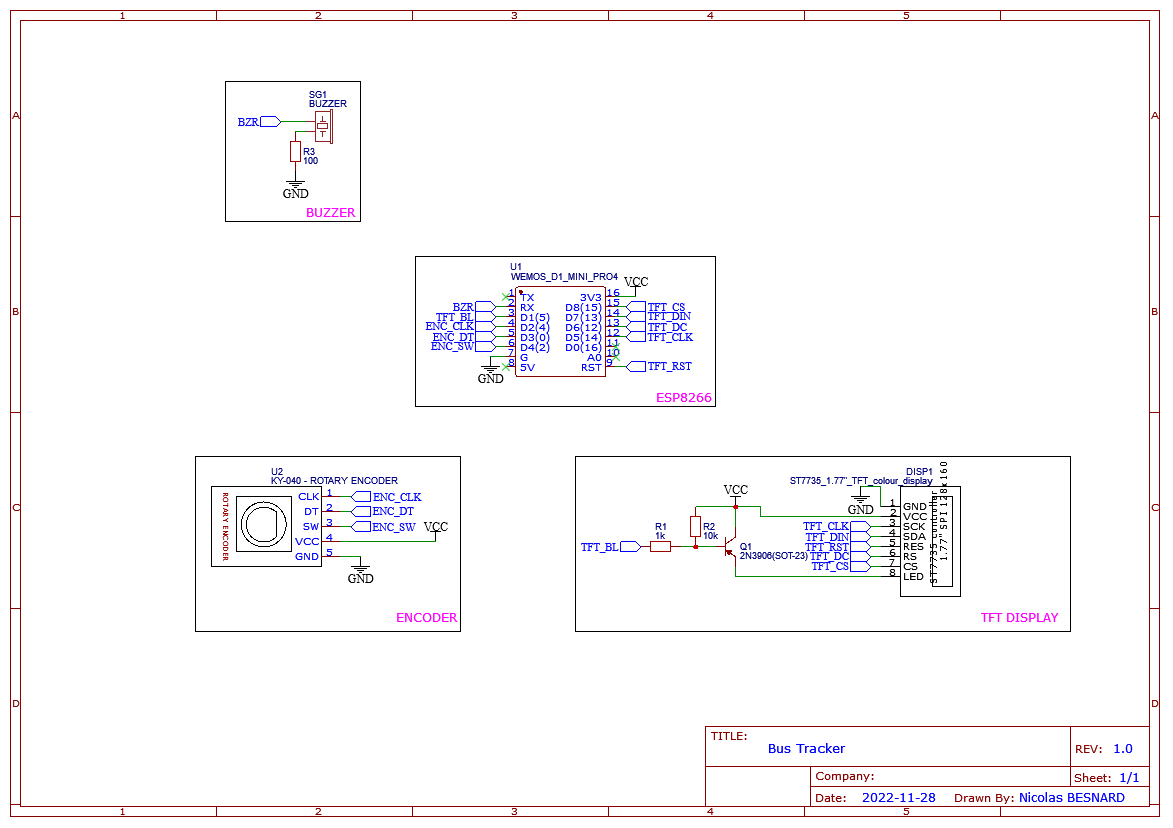 1 2 3 4 5
A A
B B
C C
D D
SG1
BUZZER
BZR
R3
100
GND
BUZZER
U1
WEMOS_D1_MINI_PRO4
VCC
1 TX 3V3 16
BZR 2 RX D8(15) 15 TFT_CS
TFT_BL 3 D1(5) D7(13) 14 TFT_DIN
ENC_CLK 4 D2(4) D6(12) 13 TFT_DC
ENC_DT 5 D3(0) D5(14) 12 TFT_CLK
ENC_SW 6 D4(2) D0(16) 11
7 G A0 10
8 5V RST 9 TFT_RST
GND
ESP8266
U2
KY-040 - ROTARY ENCODER
ROTARY ENCODER
CLK 1 ENC_CLK
DT 2 ENC_DT
SW 3 ENC_SW
VCC
VCC 4
GND 5
GND
ENCODER
DISP1
ST7735_1.77"_TFT_colour_display
VCC
GND
R1
1k
R2
10k
TFT_BL
Q1
2N3906(SOT-23)
1 GND
2 VCC
TFT_CLK 3 SCK
TFT_DIN 4 SDA
TFT_RST 5 RES
TFT_DC 6 RS
TFT_CS 7 CS
8 LED
ST7735 controller
1.77" SPI 128x160
TFT DISPLAY
TITLE:
Bus Tracker
REV: 1.0
Company:
Sheet: 1/1
Date: 2022-11-28 Drawn By: Nicolas BESNARD
1 2 3 4 5